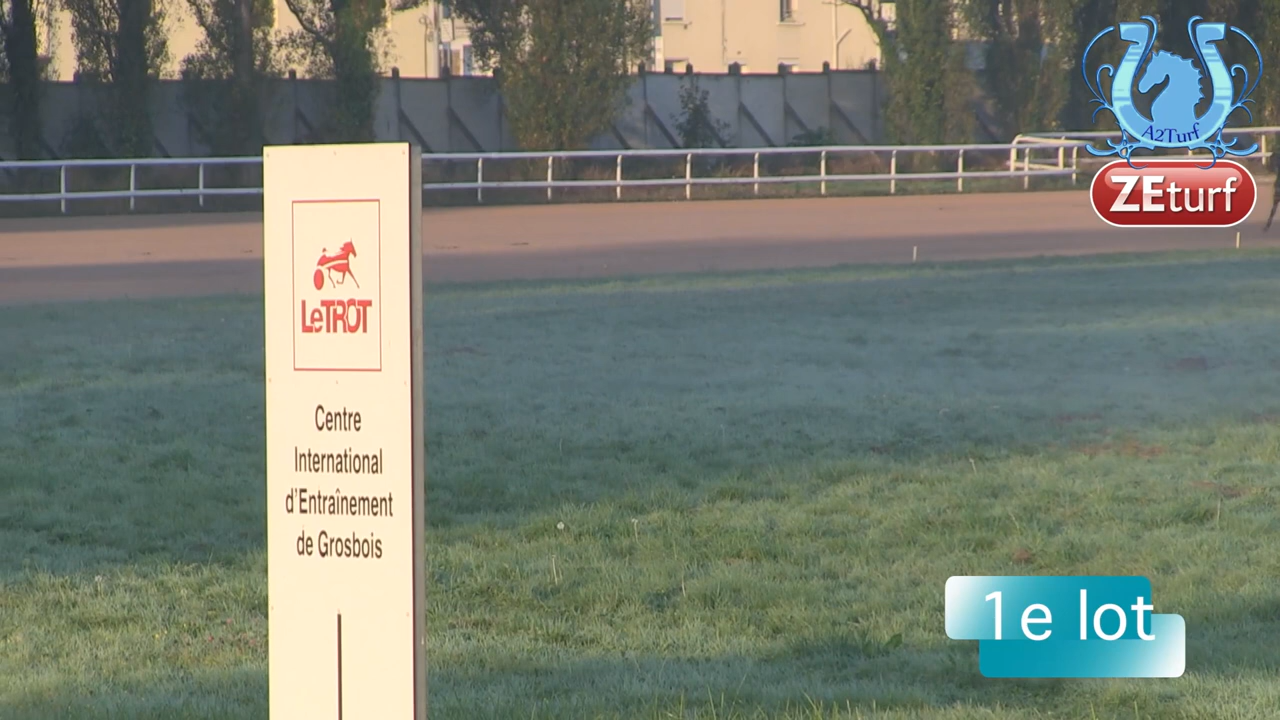 A2Turf
ZEturf
LeTROT
Centre
International
d'Entraînement
de Grosbois
1e lot